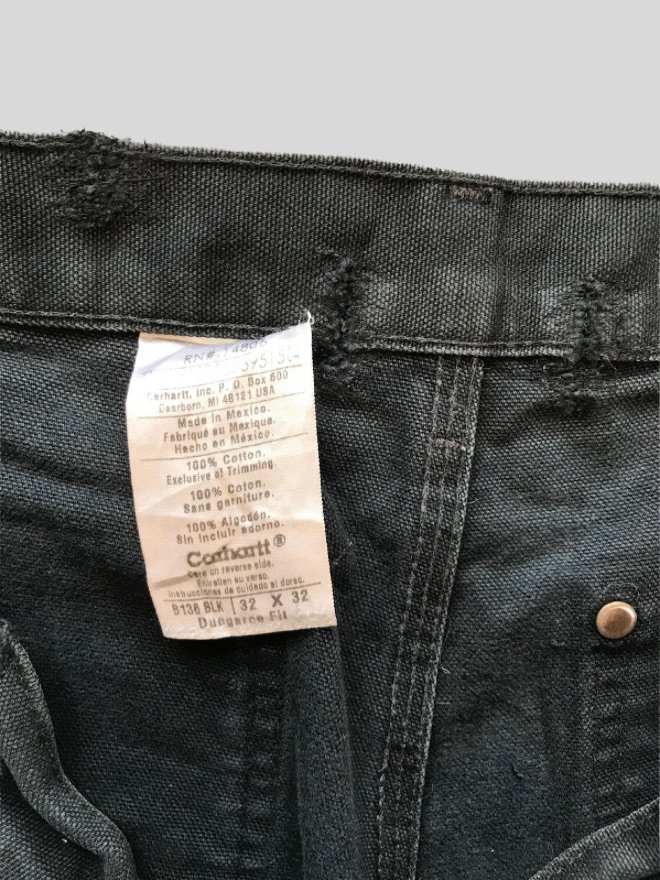 RN# 14806
Carhartt, Inc. P. O. Box 600
Dearborn, MI 48121 USA
Made in Mexico.
Fabriqué au Mexique.
Hecho en México.
100% Cotton.
Exclusive of Trimming.
100% Coton.
Sans garniture.
100% Algodón.
Sin incluir adorno.
Carhartt®
Care on reverse side.
Entretien au verso.
Instrucciones de cuidado al dorso.
B136 BLK 32 X 32
Dungaree Fit